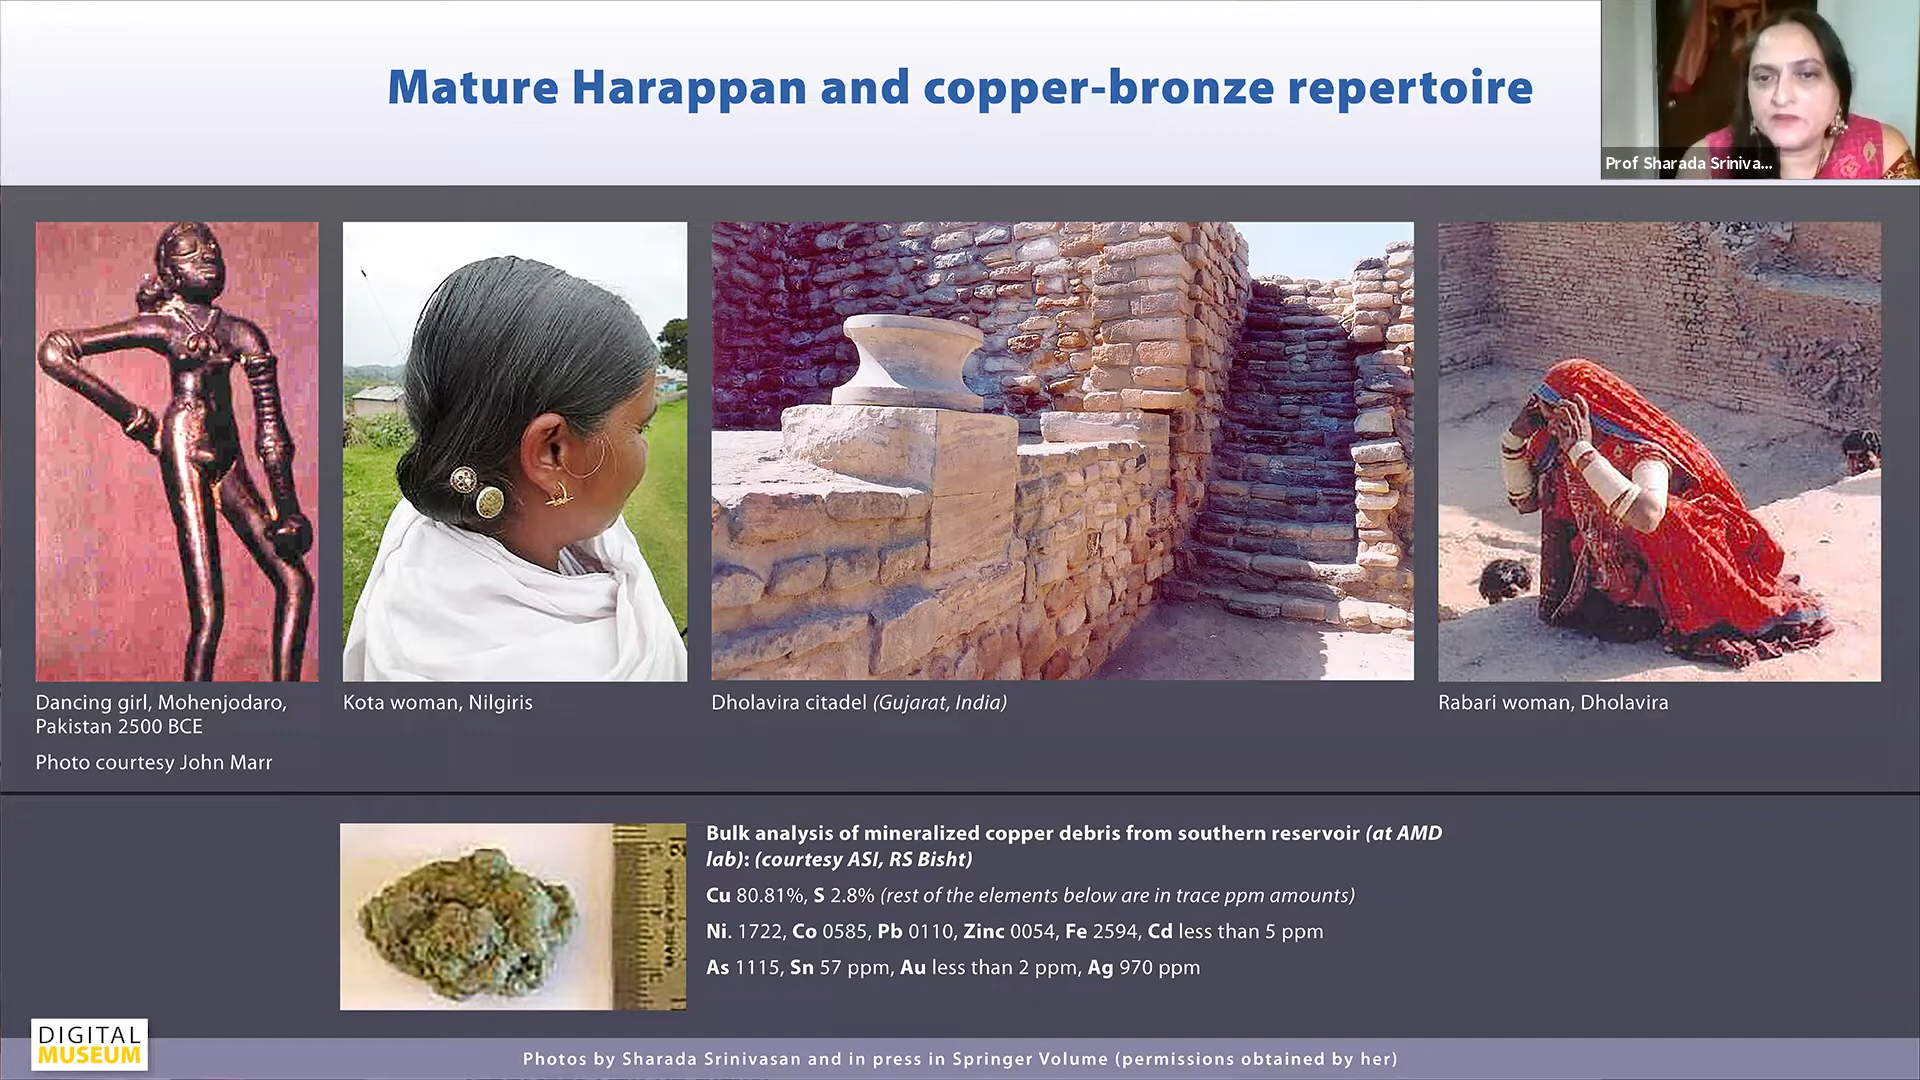 Mature Harappan and copper-bronze repertoire
Prof Sharada Sriniva...
Dancing girl, Mohenjodaro,
Pakistan 2500 BCE
Photo courtesy John Marr
Kota woman, Nilgiris
Dholavira citadel (Gujarat, India)
Rabari woman, Dholavira
Bulk analysis of mineralized copper debris from southern reservoir (at AMD
lab): (courtesy ASI, RS Bisht)
Cu 80.81%, S 2.8% (rest of the elements below are in trace ppm amounts)
Ni. 1722, Co 0585, Pb 0110, Zinc 0054, Fe 2594, Cd less than 5 ppm
As 1115, Sn 57 ppm, Au less than 2 ppm, Ag 970 ppm
DIGITAL
MUSEUM
Photos by Sharada Srinivasan and in press in Springer Volume (permissions obtained by her)